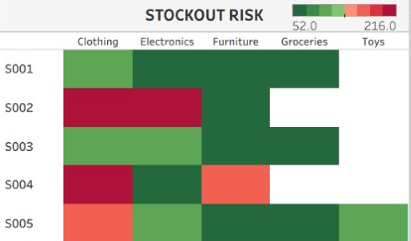 STOCKOUT RISK
52.0 216.0
Clothing Electronics Furniture Groceries Toys
S001
S002
S003
S004
S005